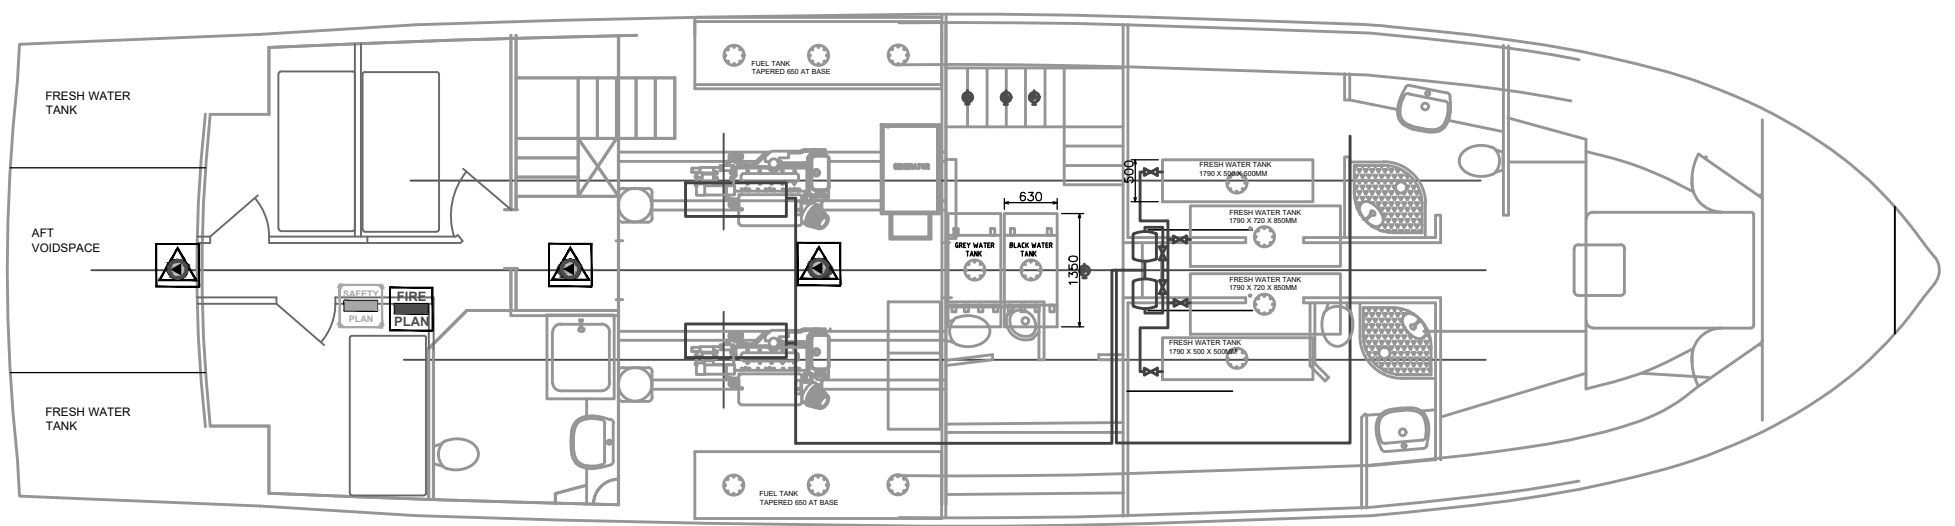 FRESH WATER
TANK
AFT
VOIDSPACE
FRESH WATER
TANK
SAFETY
PLAN
FIRE
PLAN
FUEL TANK
TAPERED 650 AT BASE
FUEL TANK
TAPERED 650 AT BASE
GENERATOR
630
1350
GREY WATER
TANK
BLACK WATER
TANK
500
FRESH WATER TANK
1790 X 500 X 500MM
FRESH WATER TANK
1790 X 720 X 850MM
FRESH WATER TANK
1790 X 720 X 850MM
FRESH WATER TANK
1790 X 500 X 500MM